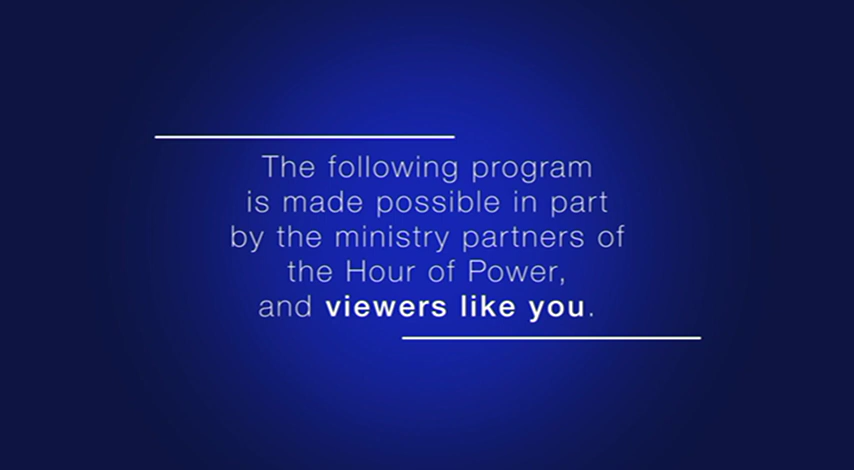 The following program
is made possible in part
by the ministry partners of
the Hour of Power,
and viewers like you.